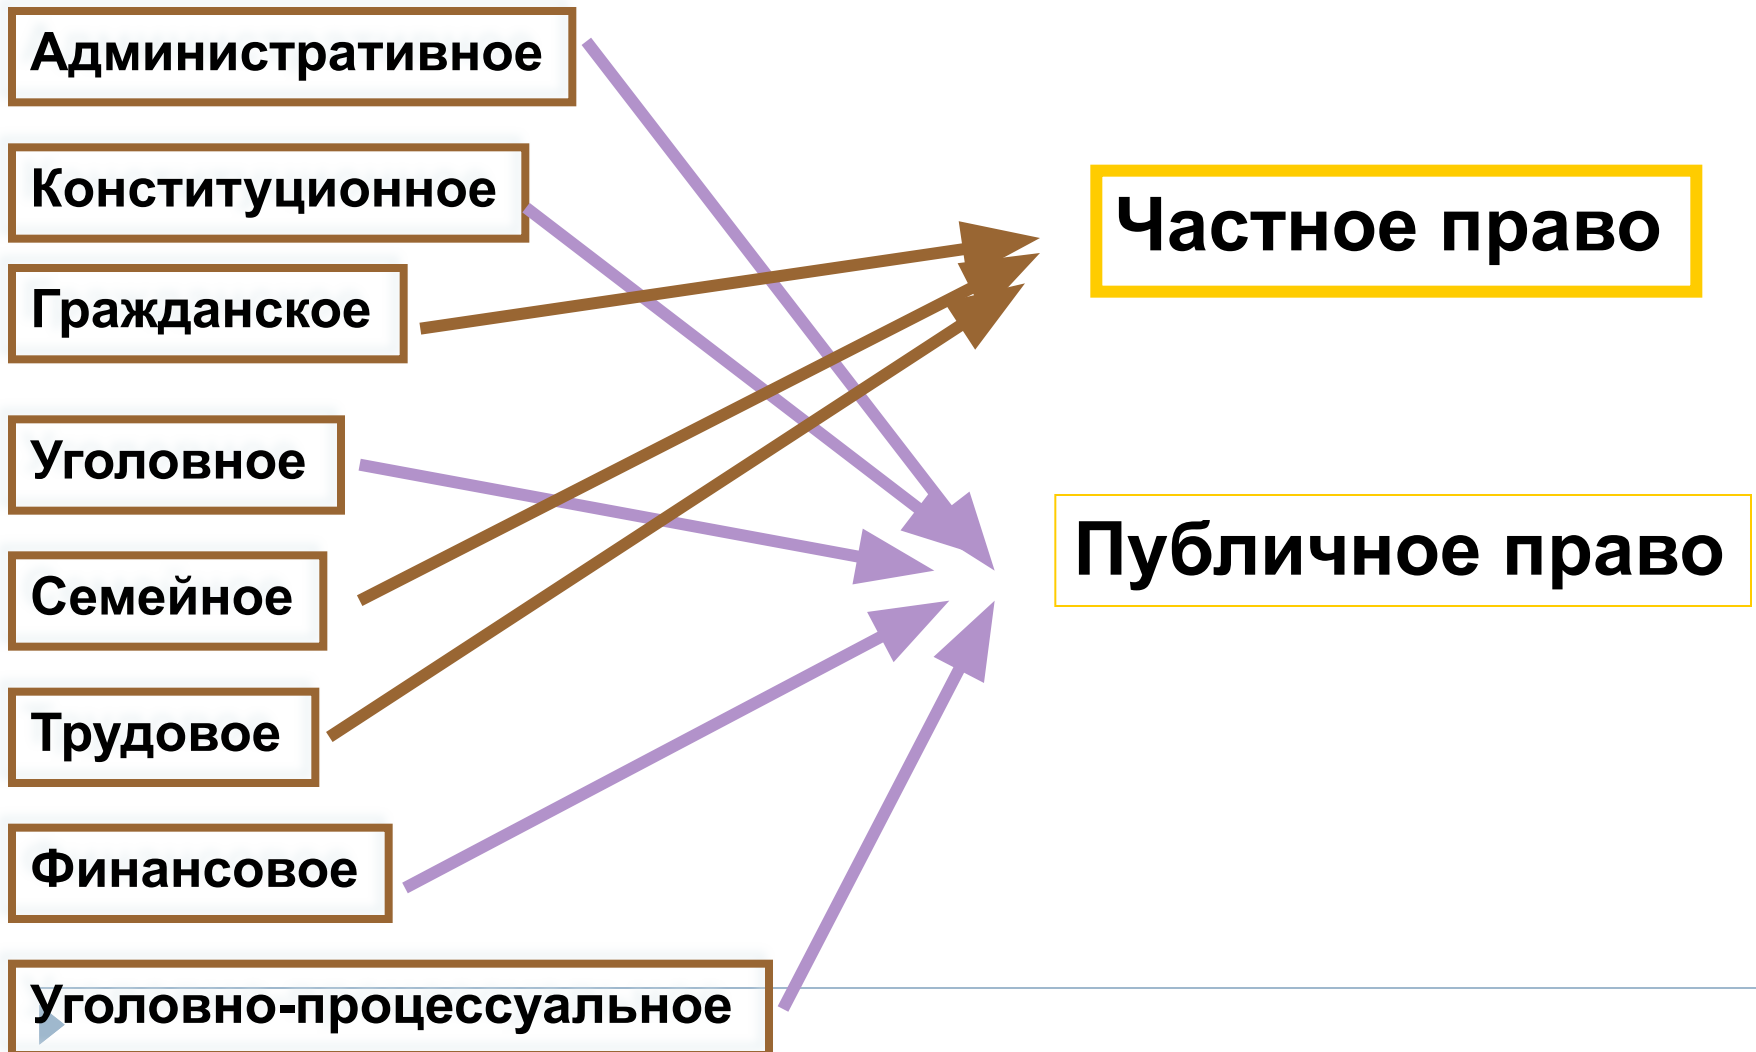 Административное
Конституционное
Гражданское
Уголовное
Семейное
Трудовое
Финансовое
Уголовно-процессуальное
Частное право
Публичное право